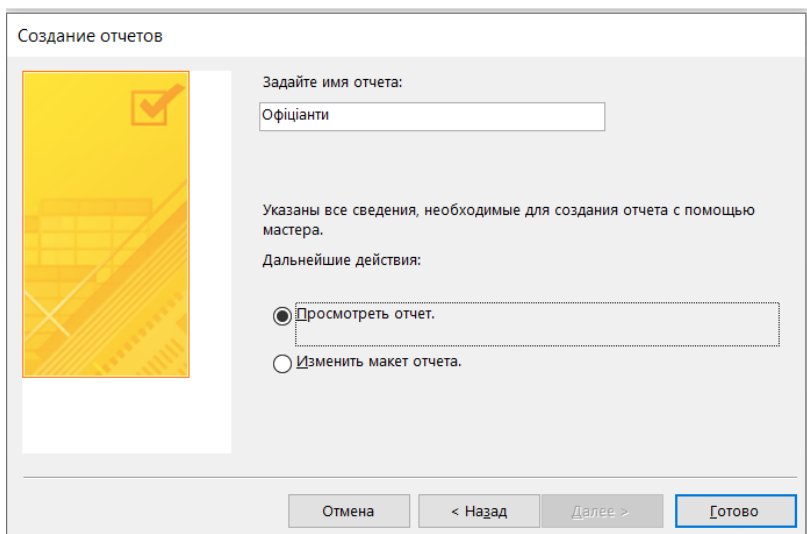 Создание отчетов
Задайте имя отчета:
Офіціанти
Указаны все сведения, необходимые для создания отчета с помощью
мастера.
Дальнейшие действия:
Просмотреть отчет.
Изменить макет отчета.
Отмена
< Назад
Далее >
Готово